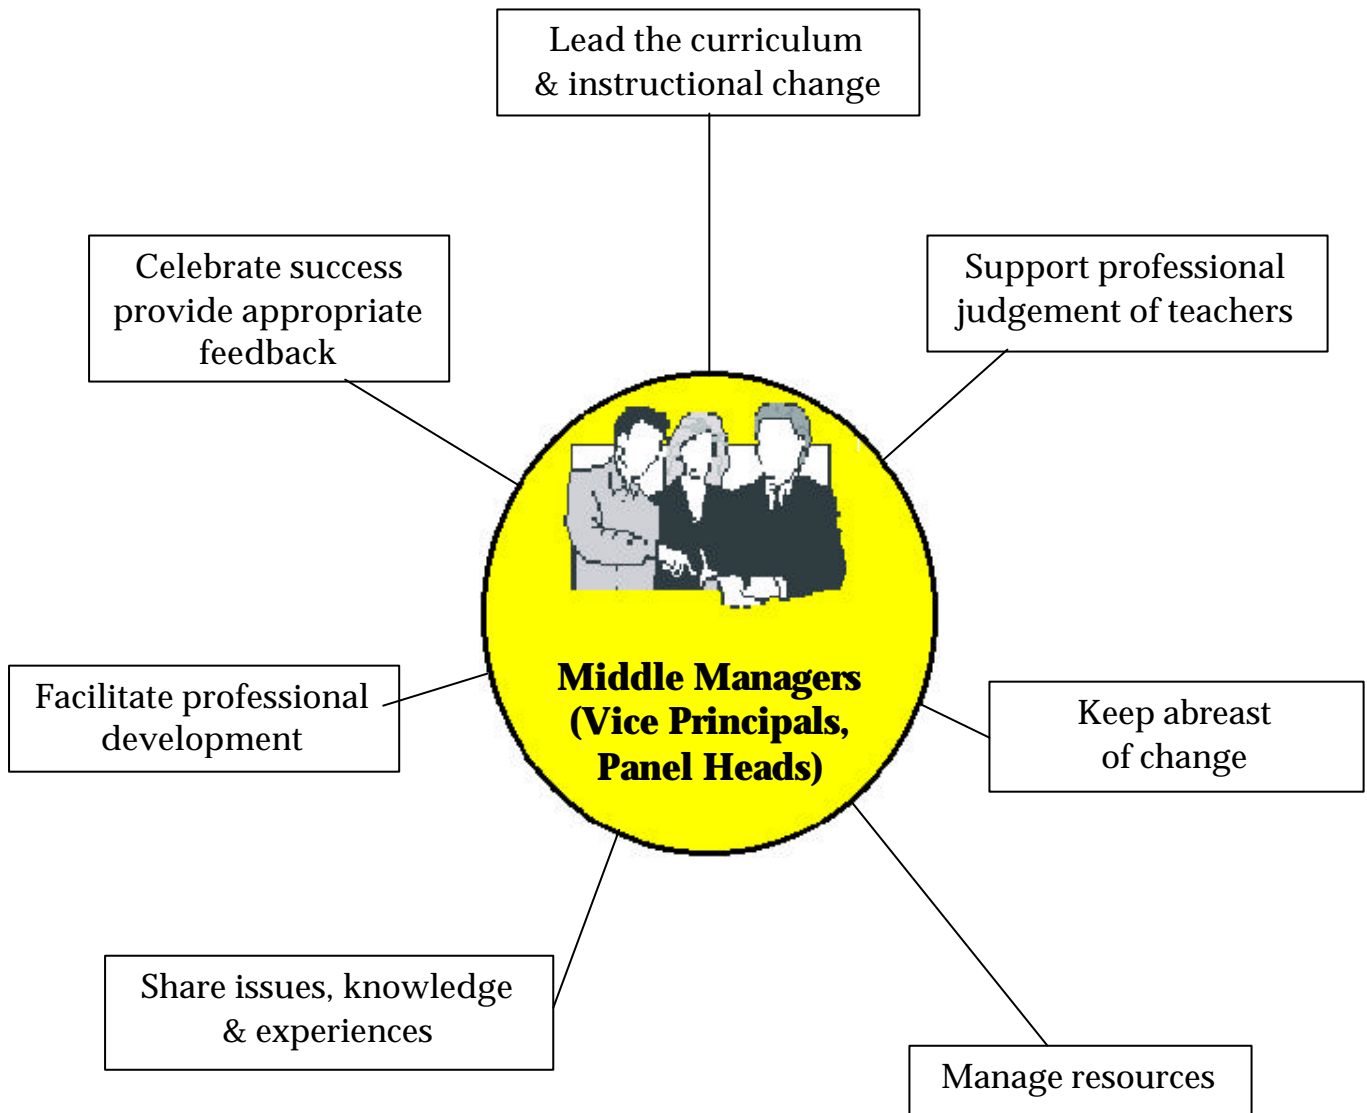 Lead the curriculum
& instructional change
Celebrate success
provide appropriate
feedback
Support professional
judgement of teachers
Middle Managers
(Vice Principals,
Panel Heads)
Facilitate professional
development
Keep abreast
of change
Share issues, knowledge
& experiences
Manage resources